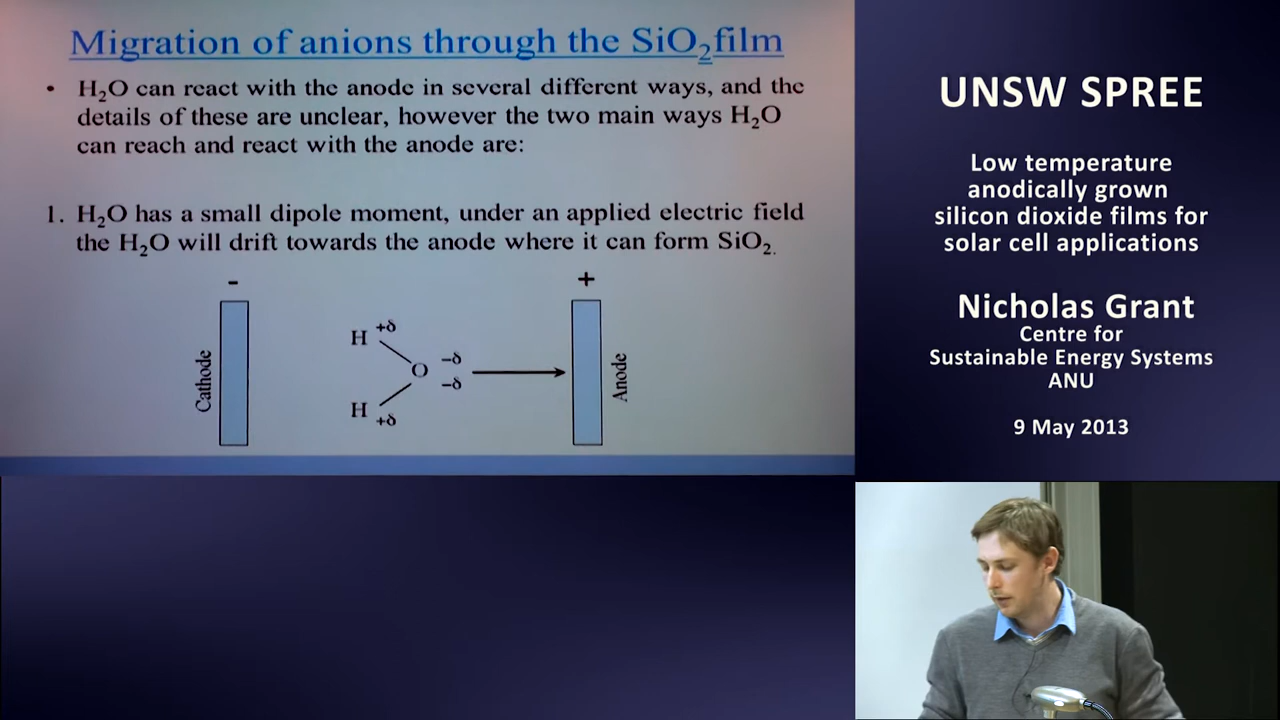 Migration of anions through the SiO₂ film
• H₂O can react with the anode in several different ways, and the
details of these are unclear, however the two main ways H₂O
can reach and react with the anode are:
1. H₂O has a small dipole moment, under an applied electric field
the H₂O will drift towards the anode where it can form SiO₂.
-
+
Cathode
H +δ
O
−δ
−δ
H
+δ
Anode
UNSW SPREE
Low temperature
anodically grown
silicon dioxide films for
solar cell applications
Nicholas Grant
Centre for
Sustainable Energy Systems
ANU
9 May 2013